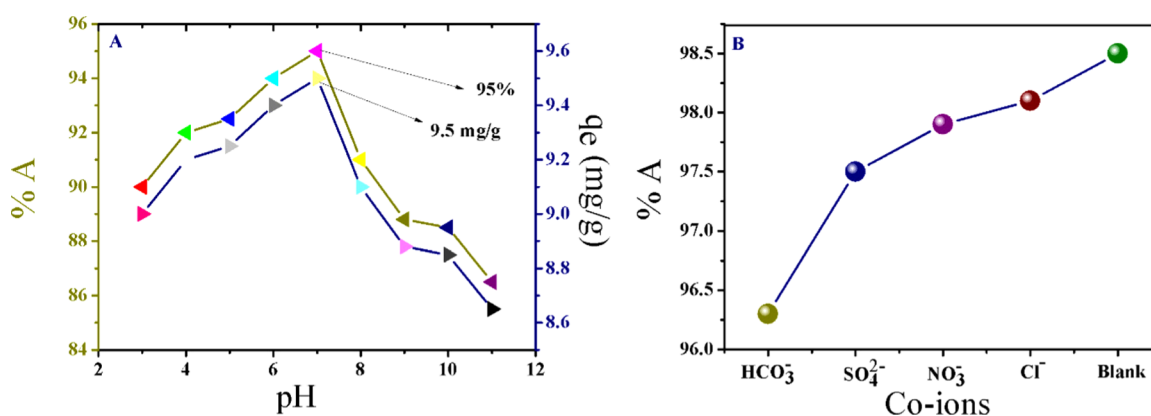 A
% A
96
94
92
90
88
86
84
2
4
6
8
10
12
pH
9.6
9.4
9.2
9.0
8.8
8.6
qe (mg/g)
95%
9.5 mg/g
B
% A
98.5
98.0
97.5
97.0
96.5
96.0
HCO₃⁻ SO₄²⁻ NO₃⁻ Cl⁻ Blank
Co-ions